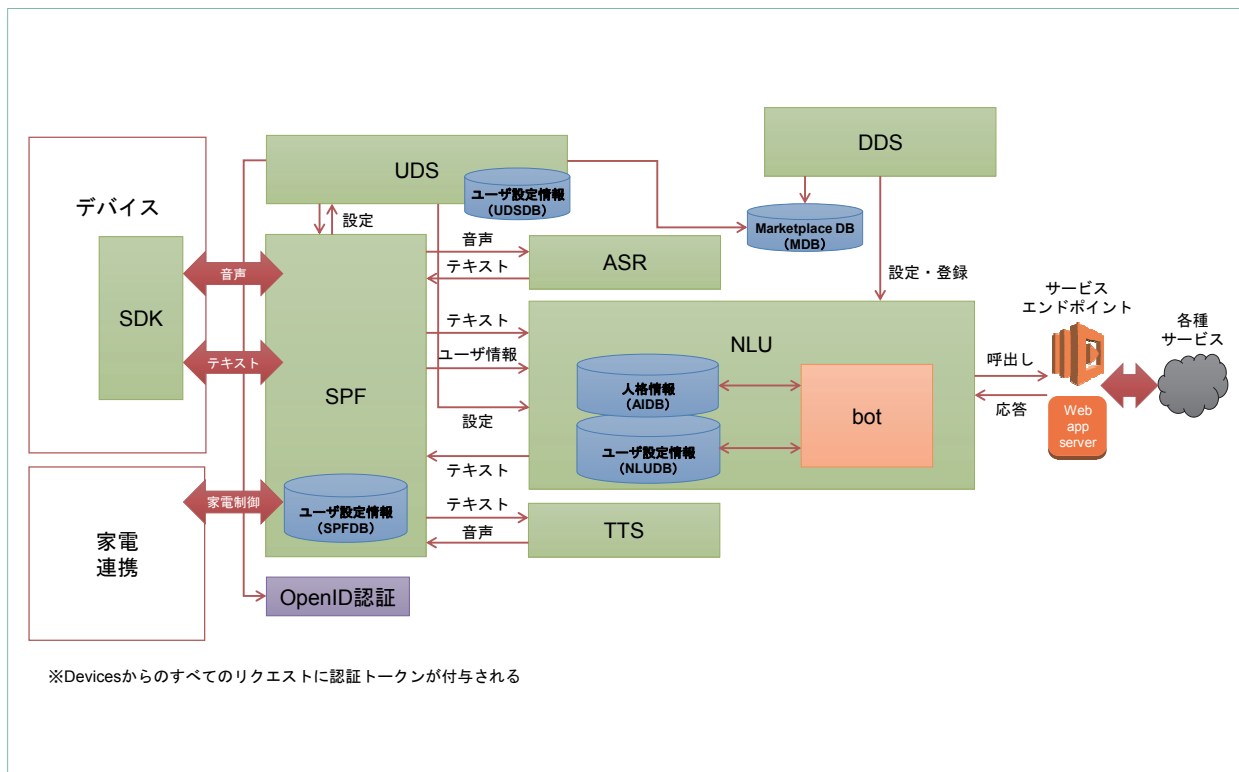 UDS
ユーザ設定情報
(UDSDB)
DDS
Marketplace DB
(MDB)
デバイス
SDK
音声
テキスト
設定
SPF
音声
テキスト
ASR
設定・登録
テキスト
ユーザ情報
設定
テキスト
NLU
人格情報
(AIDB)
ユーザ設定情報
(NLUDB)
bot
呼出し
応答
サービス
エンドポイント
Web
app
server
各種
サービス
家電制御
ユーザ設定情報
(SPFDB)
テキスト
音声
TTS
家電
連携
OpenID認証
※Devicesからのすべてのリクエストに認証トークンが付与される